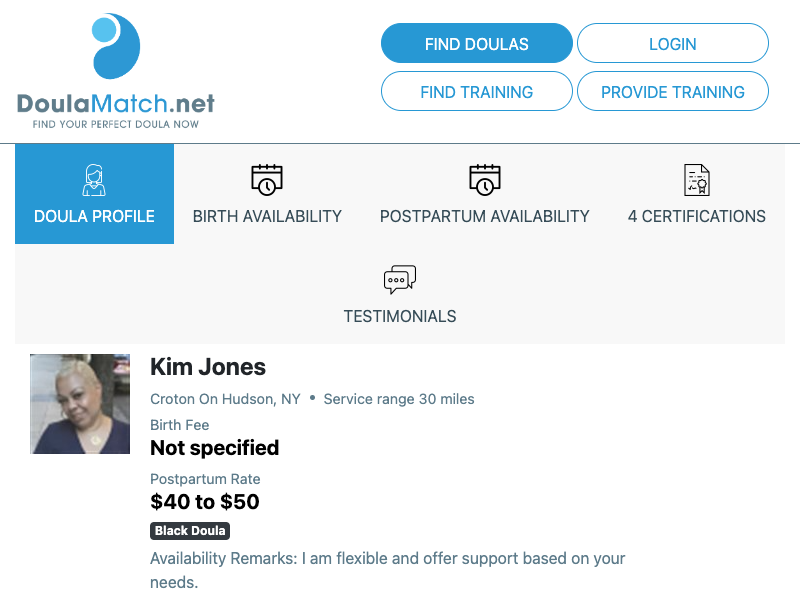 FIND DOULAS
LOGIN
FIND TRAINING
PROVIDE TRAINING
DoulaMatch.net
FIND YOUR PERFECT DOULA NOW
DOULA PROFILE
BIRTH AVAILABILITY
POSTPARTUM AVAILABILITY
4 CERTIFICATIONS
TESTIMONIALS
Kim Jones
Croton On Hudson, NY • Service range 30 miles
Birth Fee
Not specified
Postpartum Rate
$40 to $50
Black Doula
Availability Remarks: I am flexible and offer support based on your
needs.